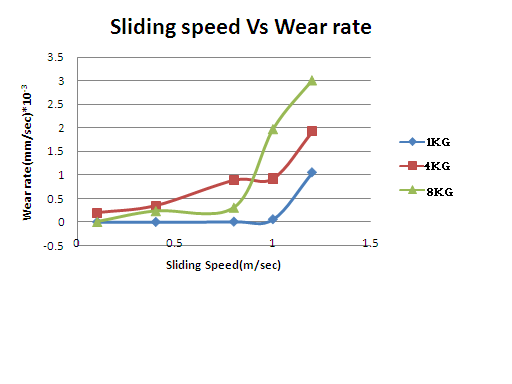 Sliding speed Vs Wear rate
3.5
3
2.5
2
1.5
1
0.5
0
-0.5
0
0.5
1
1.5
Wear rate(mm/sec)*10-3
Sliding Speed(m/sec)
1KG
4KG
8KG